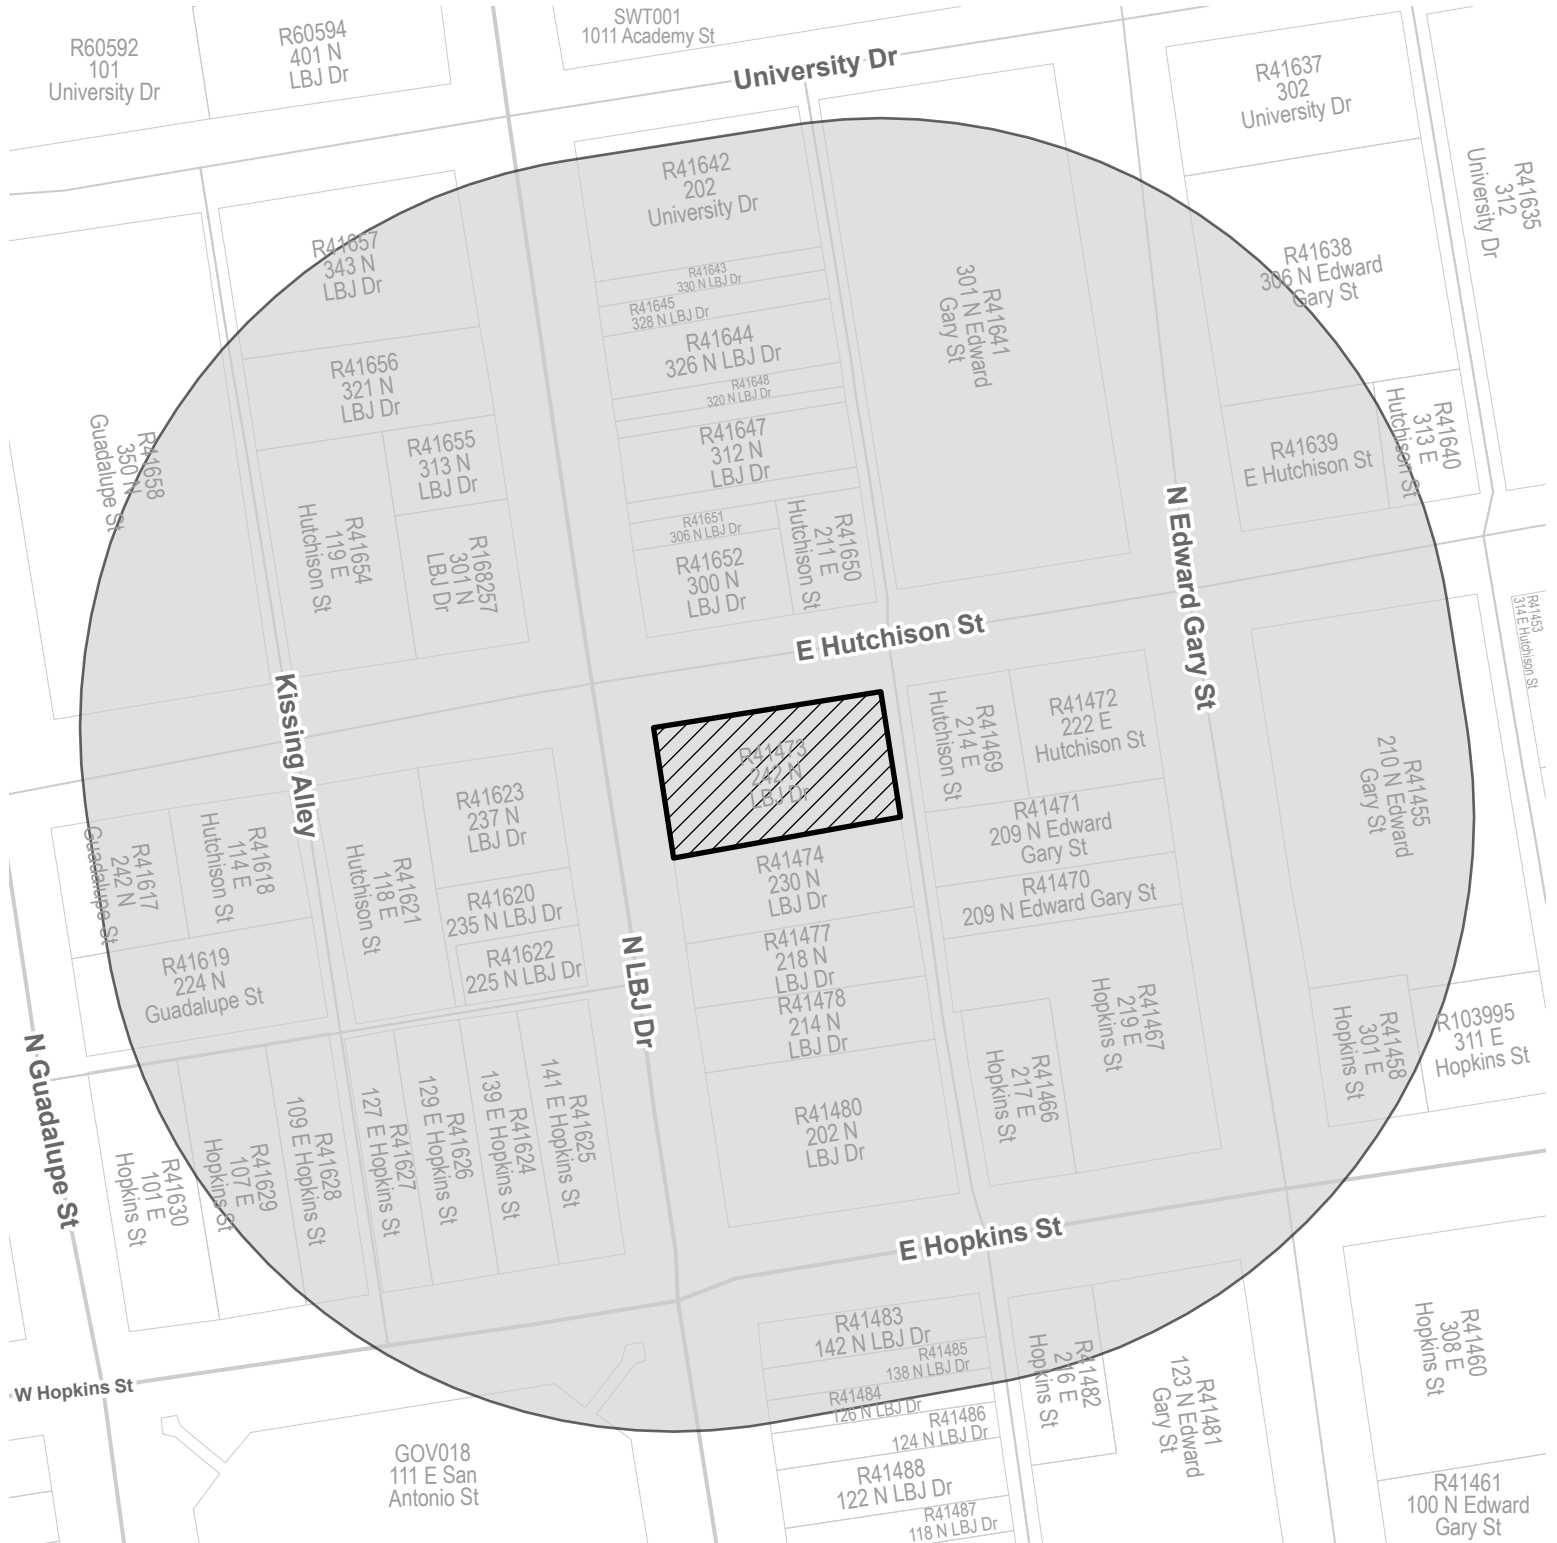 R60592
101
University Dr
R60594
401 N
LBJ Dr
SWT001
1011 Academy St
University Dr
R41637
302
University Dr
R41635
312
University Dr
R41642
202
University Dr
R41657
343 N
LBJ Dr
R41643
330 N LBJ Dr
R41645
328 N LBJ Dr
R41644
326 N LBJ Dr
R41641
301 N Edward
Gary St
R41638
306 N Edward
Gary St
R41656
321 N
LBJ Dr
R41648
320 N LBJ Dr
R41658
350 N
Guadalupe St
R41655
313 N
LBJ Dr
R41647
312 N
LBJ Dr
R41639
E Hutchison St
R41640
313 E
Hutchison St
R41654
119 E
Hutchison St
R168257
301 N
LBJ Dr
R41651
306 N LBJ Dr
R41652
300 N
LBJ Dr
R41650
211 E
Hutchison St
N Edward Gary St
E Hutchison St
R41453
314 E Hutchison St
Kissing Alley
R41473
242 N
LBJ Dr
R41469
214 E
Hutchison St
R41472
222 E
Hutchison St
R41455
210 N Edward
Gary St
R41623
237 N
LBJ Dr
R41471
209 N Edward
Gary St
R41617
242 N
Guadalupe St
R41618
114 E
Hutchison St
R41621
118 E
Hutchison St
R41620
235 N LBJ Dr
R41474
230 N
LBJ Dr
R41470
209 N Edward Gary St
R41622
225 N LBJ Dr
R41477
218 N
LBJ Dr
R41619
224 N
Guadalupe St
N LBJ Dr
R41478
214 N
LBJ Dr
R41467
219 E
Hopkins St
R41458
301 E
Hopkins St
R103995
311 E
Hopkins St
R41466
217 E
Hopkins St
N Guadalupe St
R41480
202 N
LBJ Dr
R41630
101 E
Hopkins St
R41629
107 E
Hopkins St
R41628
109 E Hopkins St
R41627
127 E Hopkins St
R41626
129 E Hopkins St
R41624
139 E Hopkins St
R41625
141 E Hopkins St
E Hopkins St
W Hopkins St
R41483
142 N LBJ Dr
R41485
138 N LBJ Dr
R41484
126 N LBJ Dr
R41486
124 N LBJ Dr
R41488
122 N LBJ Dr
R41487
118 N LBJ Dr
R41482
216 E
Hopkins St
R41481
123 N Edward
Gary St
R41460
308 E
Hopkins St
R41461
100 N Edward
Gary St
GOV018
111 E San
Antonio St